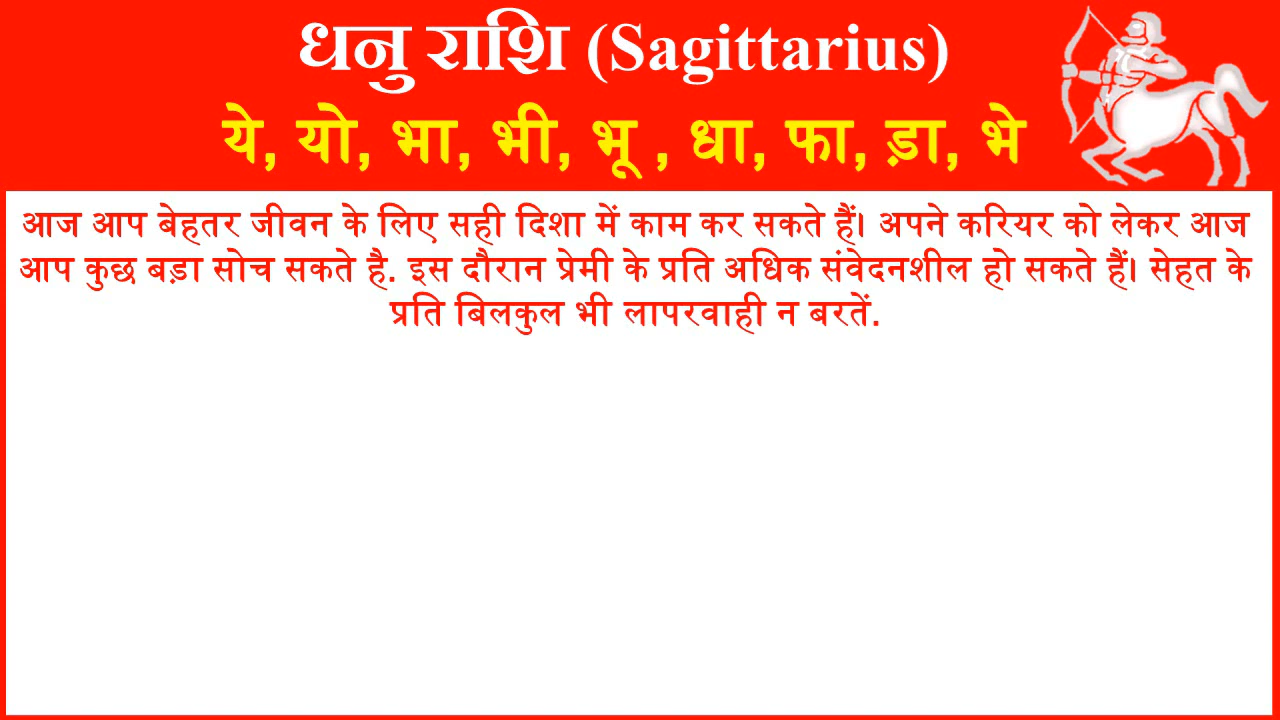 धनु राशि (Sagittarius)
ये, यो, भा, भी, भू , धा, फा, ड़ा, भे
आज आप बेहतर जीवन के लिए सही दिशा में काम कर सकते हैं। अपने करियर को लेकर आज
आप कुछ बड़ा सोच सकते है. इस दौरान प्रेमी के प्रति अधिक संवेदनशील हो सकते हैं। सेहत के
प्रति बिलकुल भी लापरवाही न बरतें.